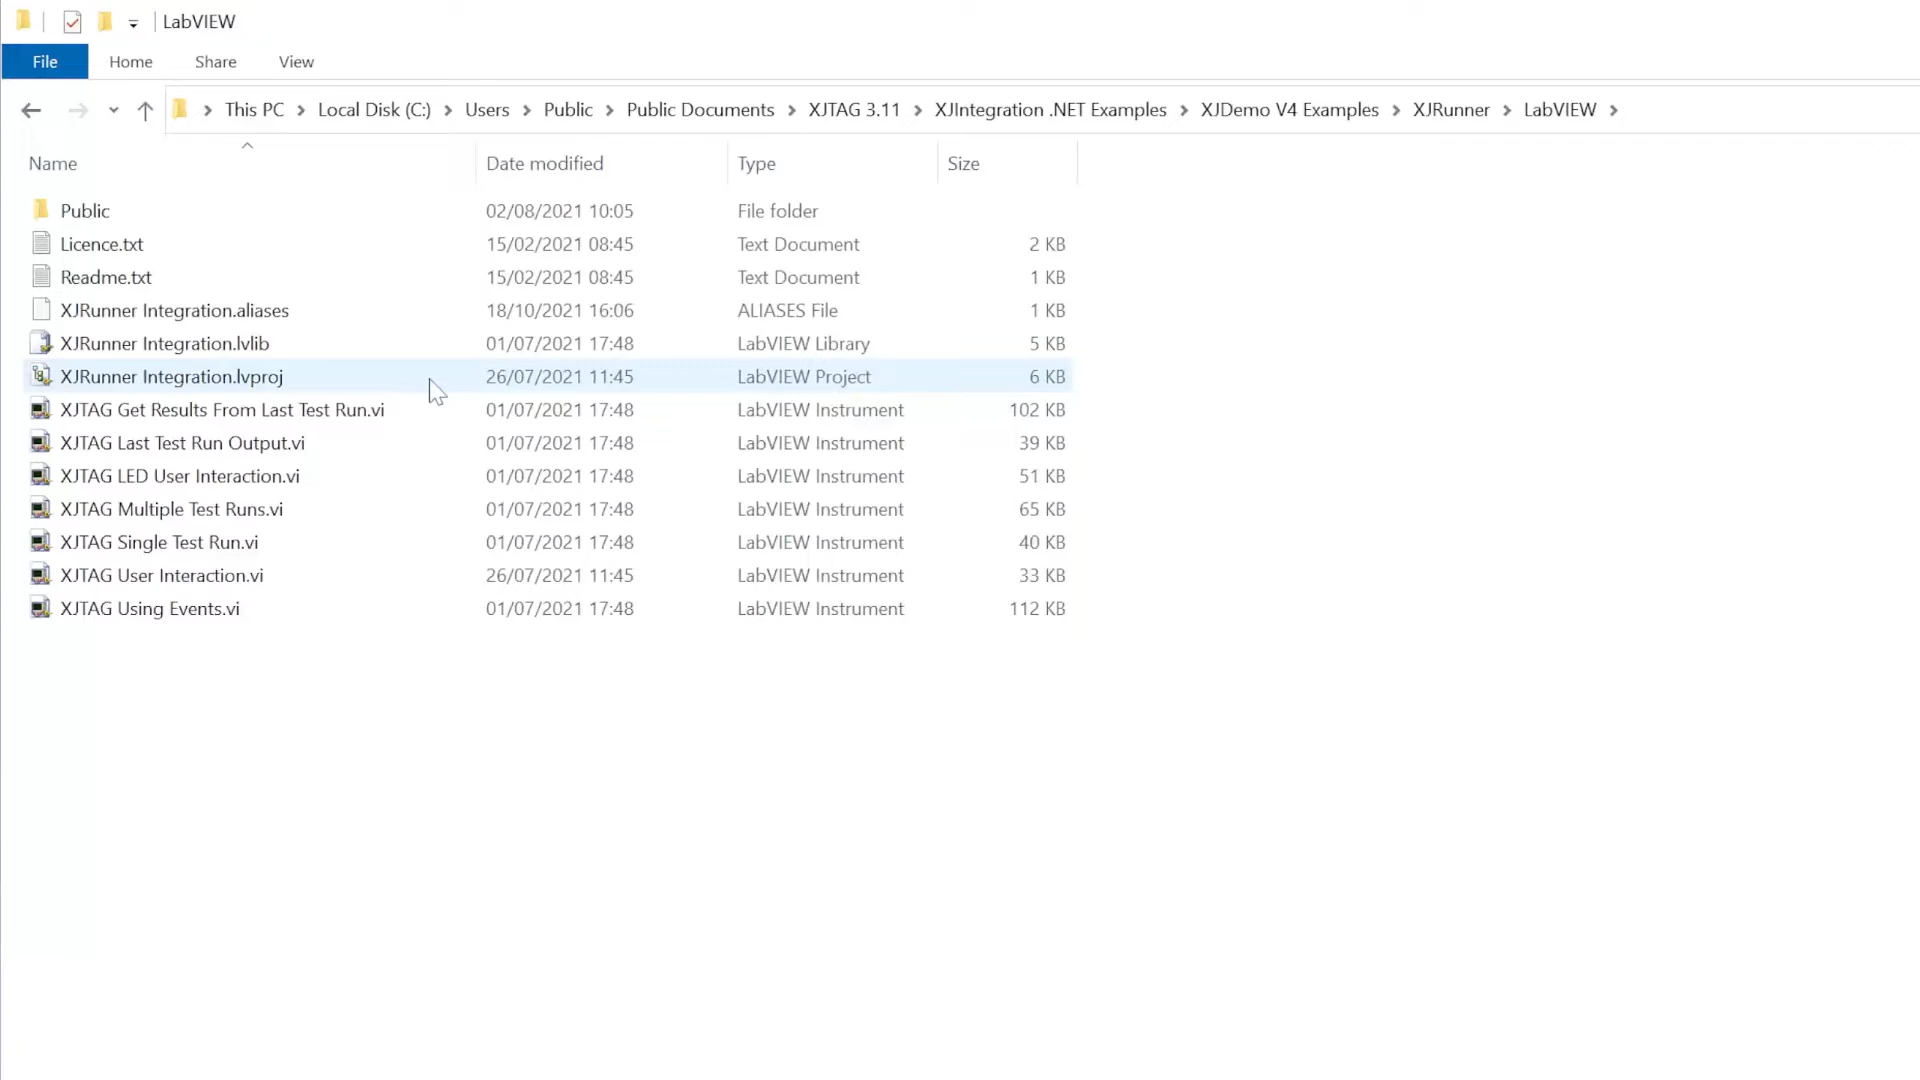 LabVIEW
File Home Share View
This PC Local Disk (C:) Users Public Public Documents XJTAG 3.11 XJIntegration .NET Examples XJDemo V4 Examples XJRunner LabVIEW
Name Date modified Type Size
Public 02/08/2021 10:05 File folder
Licence.txt 15/02/2021 08:45 Text Document 2 KB
Readme.txt 15/02/2021 08:45 Text Document 1 KB
XJRunner Integration.aliases 18/10/2021 16:06 ALIASES File 1 KB
XJRunner Integration.lvlib 01/07/2021 17:48 LabVIEW Library 5 KB
XJRunner Integration.lvproj 26/07/2021 11:45 LabVIEW Project 6 KB
XJTAG Get Results From Last Test Run.vi 01/07/2021 17:48 LabVIEW Instrument 102 KB
XJTAG Last Test Run Output.vi 01/07/2021 17:48 LabVIEW Instrument 39 KB
XJTAG LED User Interaction.vi 01/07/2021 17:48 LabVIEW Instrument 51 KB
XJTAG Multiple Test Runs.vi 01/07/2021 17:48 LabVIEW Instrument 65 KB
XJTAG Single Test Run.vi 01/07/2021 17:48 LabVIEW Instrument 40 KB
XJTAG User Interaction.vi 26/07/2021 11:45 LabVIEW Instrument 33 KB
XJTAG Using Events.vi 01/07/2021 17:48 LabVIEW Instrument 112 KB